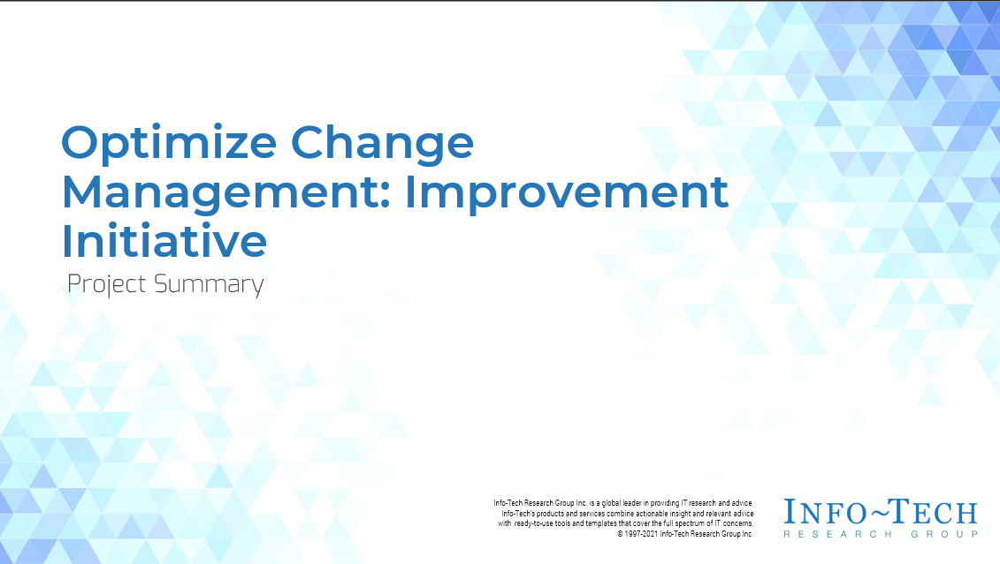 Optimize Change
Management: Improvement
Initiative
Project Summary
Info-Tech Research Group Inc. is a global leader in providing IT research and advice.
Info-Tech's products and services combine actionable insight and relevant advice
with ready-to-use tools and templates that cover the full spectrum of IT concerns.
© 1997-2021 Info-Tech Research Group Inc.
INFO~TECH
RESEARCH GROUP